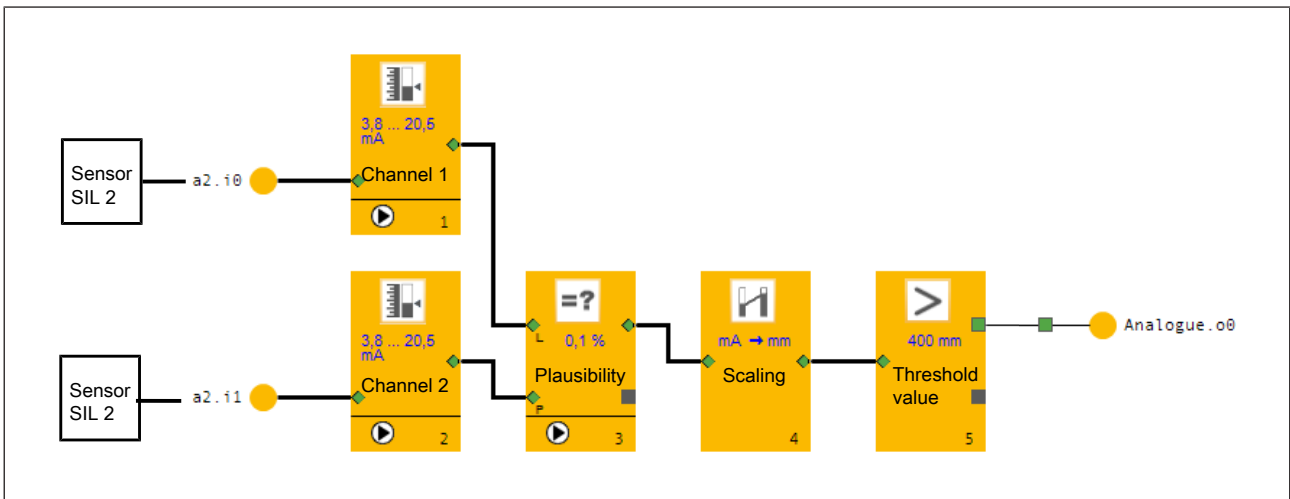 3,8 ... 20,5
mA
Sensor
SIL 2
a2.i0
Channel 1
1
3,8 ... 20,5
mA
Sensor
SIL 2
a2.i1
Channel 2
2
=?
L
0,1 %
Plausibility
P
3
mA → mm
Scaling
4
>
400 mm
Threshold
value
5
Analogue.o0